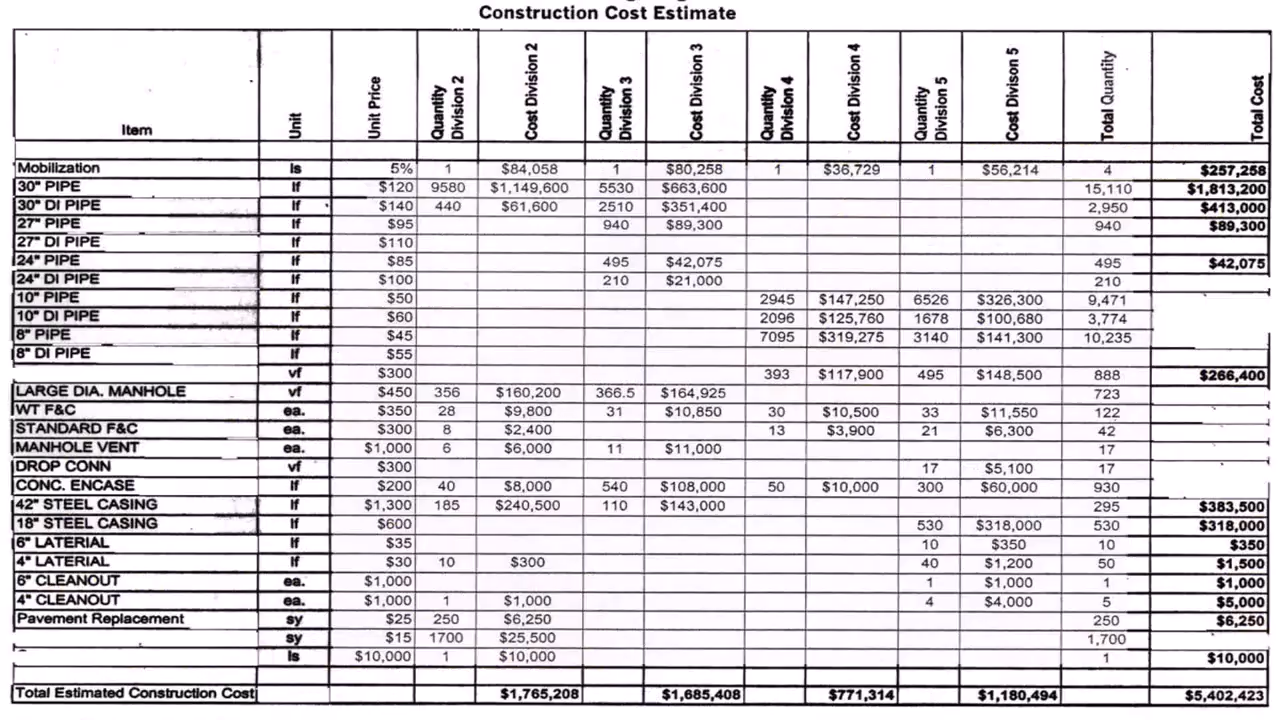 Construction Cost Estimate
Item Unit Unit Price Quantity Division 2 Cost Division 2 Quantity Division 3 Cost Division 3 Quantity Division 4 Cost Division 4 Quantity Division 5 Cost Divison 5 Total Quantity Total Cost
Mobilization ls 5% 1 $84,058 1 $80,258 1 $36,729 1 $56,214 4 $257,258
30" PIPE lf $120 9580 $1,149,600 5530 $663,600 15,110 $1,813,200
30" DI PIPE lf $140 440 $61,600 2510 $351,400 2,950 $413,000
27" PIPE lf $95 940 $89,300 940 $89,300
27" DI PIPE lf $110
24" PIPE lf $85 495 $42,075 495 $42,075
24" DI PIPE lf $100 210 $21,000 210
10" PIPE lf $50 2945 $147,250 6526 $326,300 9,471
10" DI PIPE lf $60 2096 $125,760 1678 $100,680 3,774
8" PIPE lf $45 7095 $319,275 3140 $141,300 10,235
8" DI PIPE lf $55
vf $300 393 $117,900 495 $148,500 888 $266,400
LARGE DIA. MANHOLE vf $450 356 $160,200 366.5 $164,925 723
WT F&C ea. $350 28 $9,800 31 $10,850 30 $10,500 33 $11,550 122
STANDARD F&C ea. $300 8 $2,400 13 $3,900 21 $6,300 42
MANHOLE VENT ea. $1,000 6 $6,000 11 $11,000 17
DROP CONN vf $300 17 $5,100 17
CONC. ENCASE lf $200 40 $8,000 540 $108,000 50 $10,000 300 $60,000 930
42" STEEL CASING lf $1,300 185 $240,500 110 $143,000 295 $383,500
18" STEEL CASING lf $600 530 $318,000 530 $318,000
6" LATERIAL lf $35 10 $350 10 $350
4" LATERIAL lf $30 10 $300 40 $1,200 50 $1,500
6" CLEANOUT ea. $1,000 1 $1,000 1 $1,000
4" CLEANOUT ea. $1,000 1 $1,000 4 $4,000 5 $5,000
Pavement Replacement sy $25 250 $6,250 250 $6,250
sy $15 1700 $25,500 1,700
ls $10,000 1 $10,000 1 $10,000
Total Estimated Construction Cost $1,765,208 $1,685,408 $771,314 $1,180,494 $5,402,423